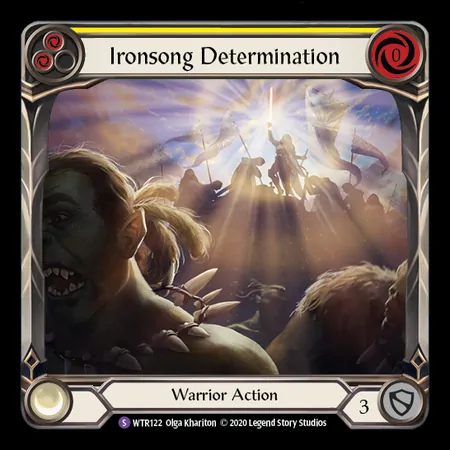 Ironsong Determination
0
Warrior Action
3
S WTR122 Olga Khariton © 2020 Legend Story Studios